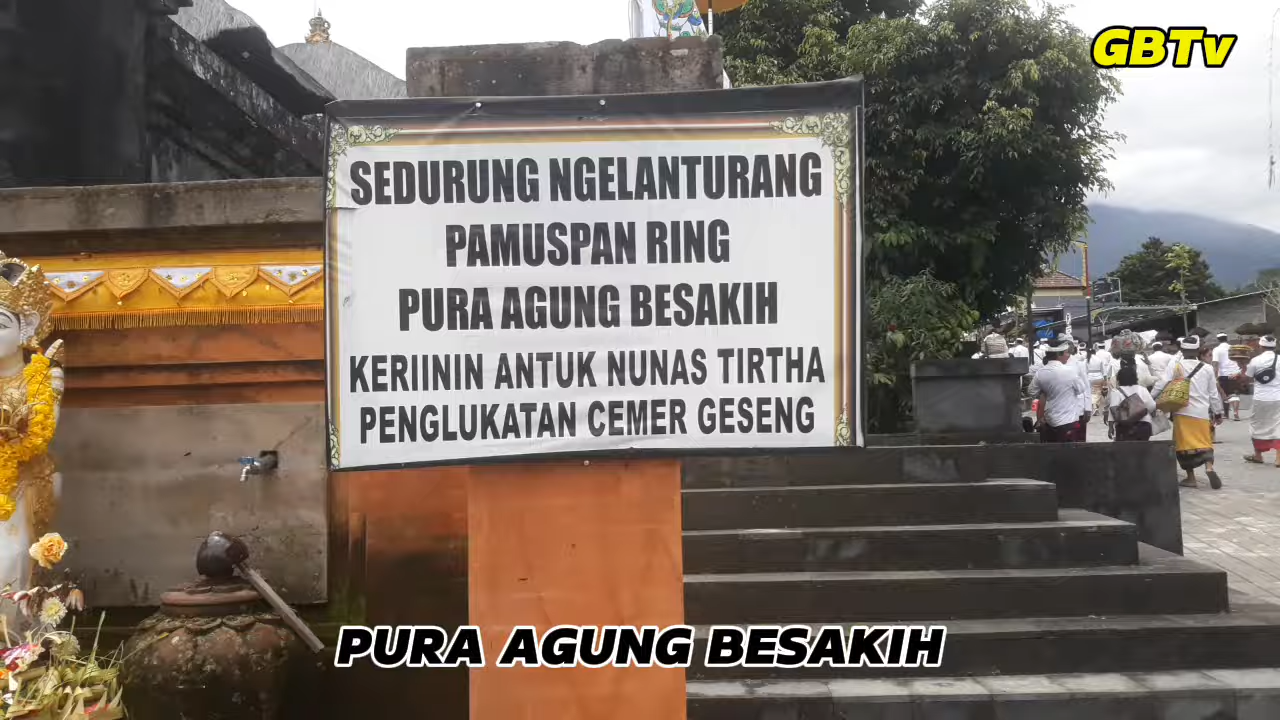 GBTv
SEDURUNG NGELANTURANG
PAMUSPAN RING
PURA AGUNG BESAKIH
KERIININ ANTUK NUNAS TIRTHA
PENGLUKATAN CEMER GESENG
PURA AGUNG BESAKIH